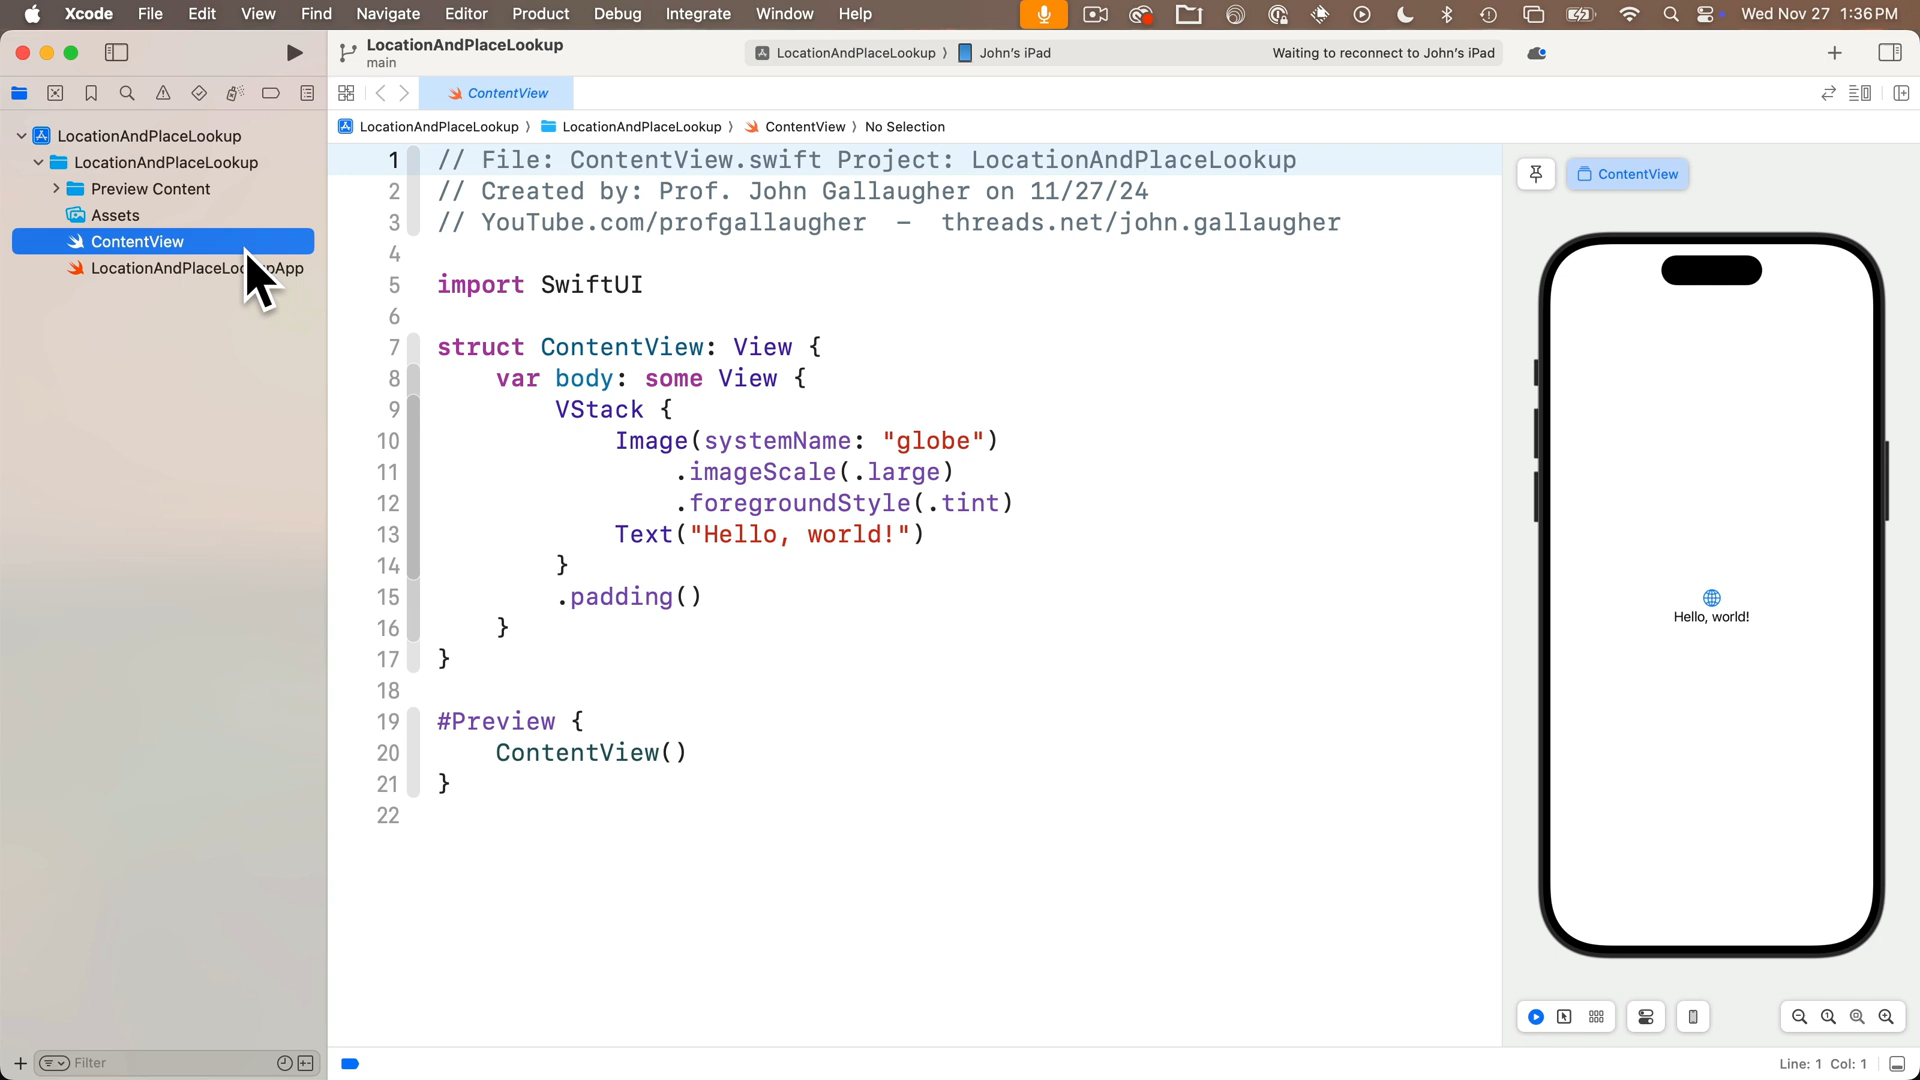 Xcode File Edit View Find Navigate Editor Product Debug Integrate Window Help Wed Nov 27 1:36 PM
LocationAndPlaceLookup
main
LocationAndPlaceLookup 〉 John's iPad
Waiting to reconnect to John's iPad
ContentView
LocationAndPlaceLookup 〉 LocationAndPlaceLookup 〉 ContentView 〉 No Selection
LocationAndPlaceLookup
LocationAndPlaceLookup
Preview Content
Assets
ContentView
LocationAndPlaceLo pApp
1 // File: ContentView.swift Project: LocationAndPlaceLookup
2 // Created by: Prof. John Gallaugher on 11/27/24
3 // YouTube.com/profgallaugher – threads.net/john.gallaugher
4
5 import SwiftUI
6
7 struct ContentView: View {
8 var body: some View {
9 VStack {
10 Image(systemName: "globe")
11 .imageScale(.large)
12 .foregroundStyle(.tint)
13 Text("Hello, world!")
14 }
15 .padding()
16 }
17 }
18
19 #Preview {
20 ContentView()
21 }
22
ContentView
Hello, world!
Filter
Line: 1 Col: 1